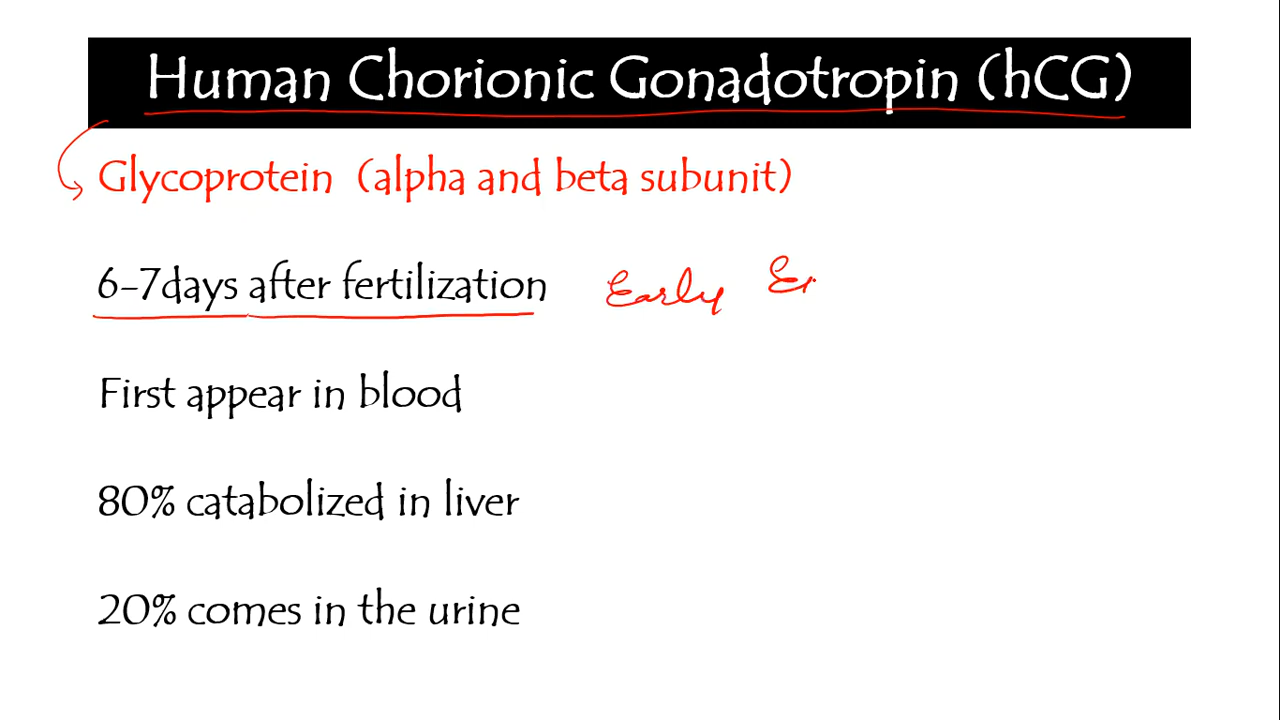 Human Chorionic Gonadotropin (hCG)
Glycoprotein (alpha and beta subunit)
6-7days after fertilization Early
First appear in blood
80% catabolized in liver
20% comes in the urine